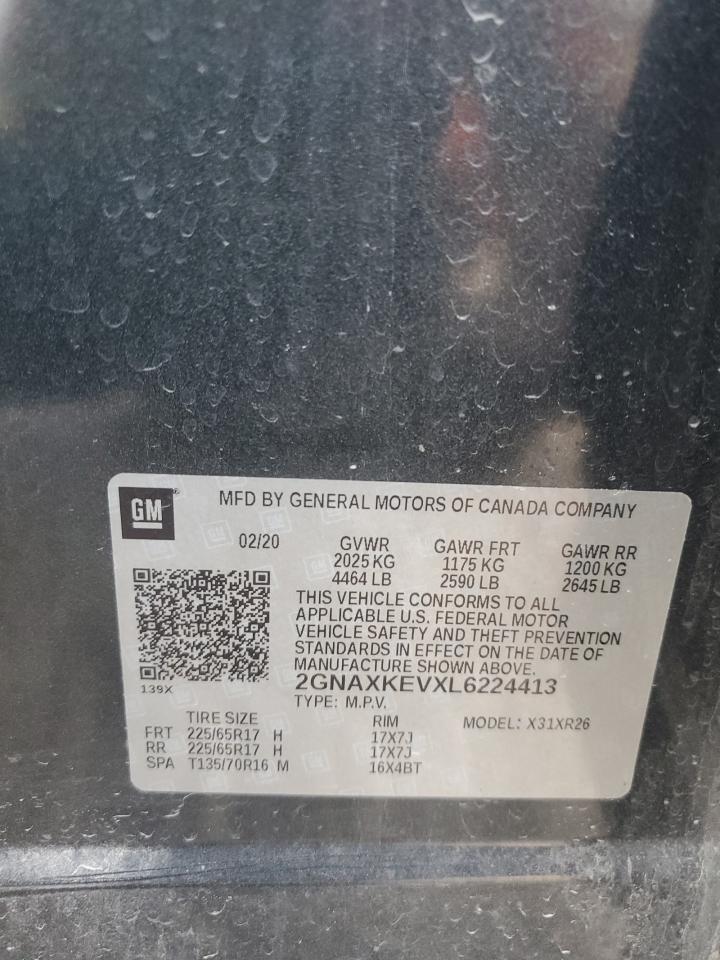 GM
MFD BY GENERAL MOTORS OF CANADA COMPANY
02/20 GVWR GAWR FRT GAWR RR
2025 KG 1175 KG 1200 KG
4464 LB 2590 LB 2645 LB
THIS VEHICLE CONFORMS TO ALL
APPLICABLE U.S. FEDERAL MOTOR
VEHICLE SAFETY AND THEFT PREVENTION
STANDARDS IN EFFECT ON THE DATE OF
MANUFACTURE SHOWN ABOVE.
139X
2GNAXKEVXL6224413
TYPE: M.P.V.
TIRE SIZE RIM MODEL: X31XR26
FRT 225/65R17 H 17X7J
RR 225/65R17 H 17X7J
SPA T135/70R16 M 16X4BT